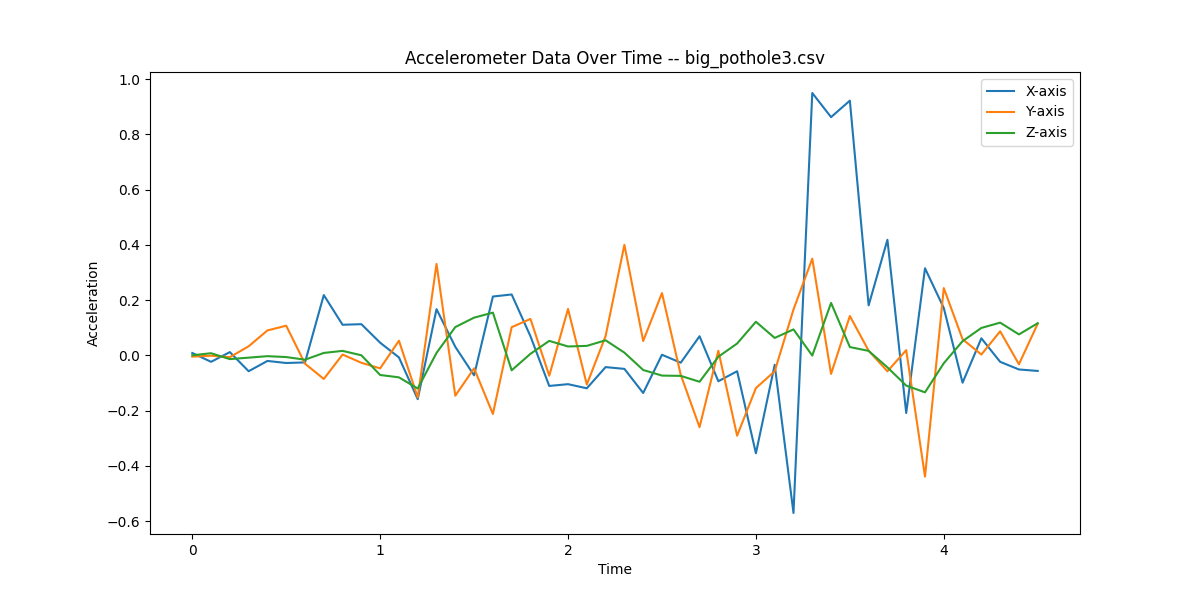 Accelerometer Data Over Time -- big_pothole3.csv
X-axis
Y-axis
Z-axis
Acceleration
1.0
0.8
0.6
0.4
0.2
0.0
−0.2
−0.4
−0.6
0 1 2 3 4
Time